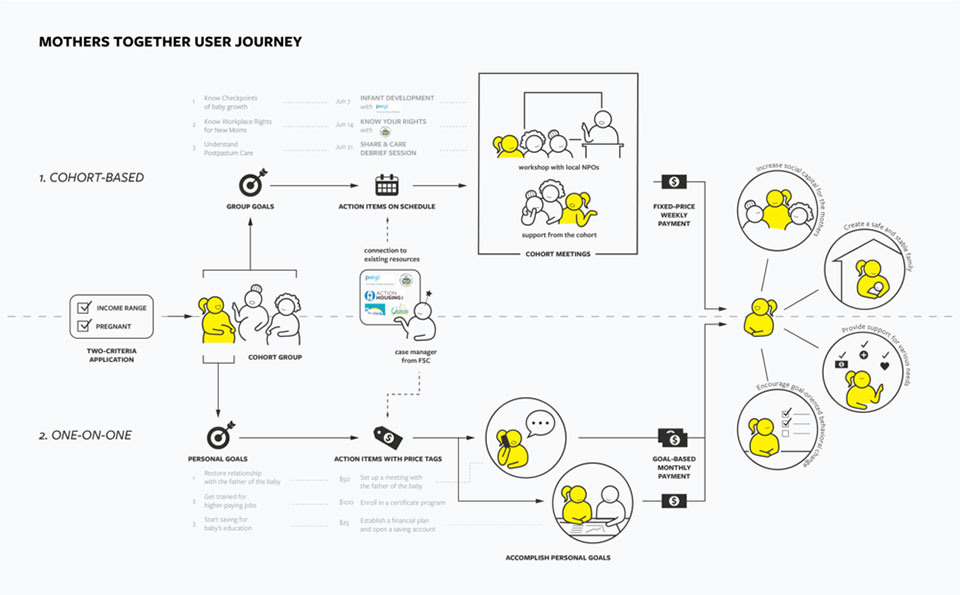 MOTHERS TOGETHER USER JOURNEY
1
Know Checkpoints
of baby growth
Jun 7
INFANT DEVELOPMENT
with
2
Know Workplace Rights
for New Moms
Jun 14
KNOW YOUR RIGHTS
with
3
Understand
Postpartum Care
Jun 21
SHARE & CARE
DEBRIEF SESSION
1. COHORT-BASED
GROUP GOALS
ACTION ITEMS ON SCHEDULE
workshop with local NPOs
support from the cohort
COHORT MEETINGS
$
FIXED-PRICE
WEEKLY
PAYMENT
connection to
existing resources
ACTION
HOUSING
INCOME RANGE
PREGNANT
TWO-CRITERIA
APPLICATION
COHORT GROUP
case manager
from FSC
2. ONE-ON-ONE
PERSONAL GOALS
ACTION ITEMS WITH PRICE TAGS
1
Restore relationship
with the father of the baby
$50
Set up a meeting with
the father of the baby
2
Get trained for
higher-paying jobs
$100
Enroll in a certificate program
3
Start saving for
baby's education
$25
Establish a financial plan
and open a saving account
ACCOMPLISH PERSONAL GOALS
$
GOAL-BASED
MONTHLY
PAYMENT
$
Increase social capital for the mothers
Create a safe and stable family
Provide support for various needs
Encourage goal-oriented behavioral change